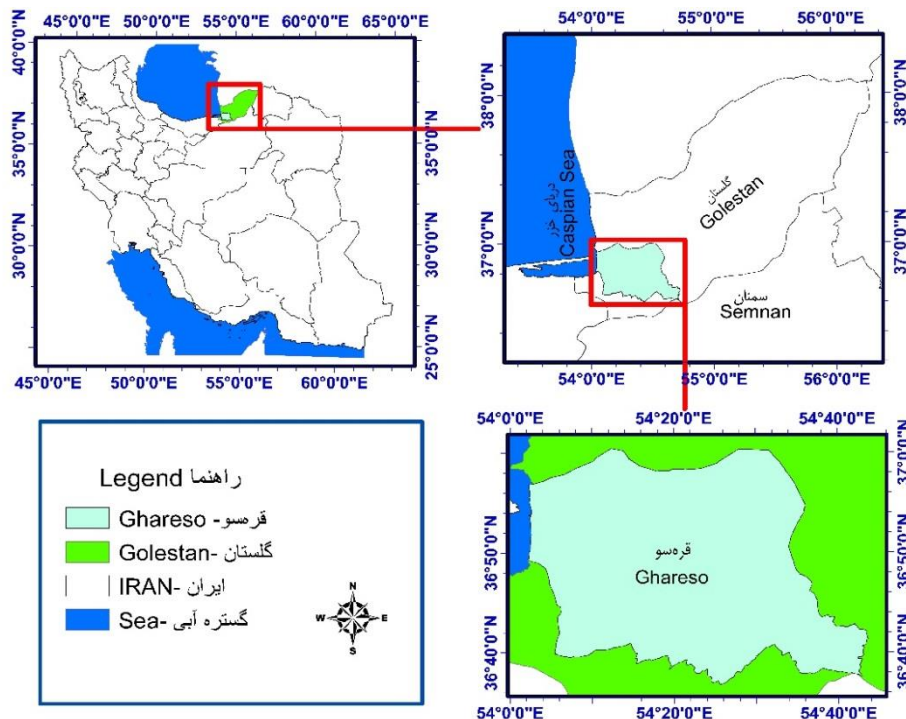 45°0'0"E 50°0'0"E 55°0'0"E 60°0'0"E 65°0'0"E
40°0'0"N
35°0'0"N
30°0'0"N
35°0'0"N
30°0'0"N
25°0'0"N
45°0'0"E 50°0'0"E 55°0'0"E 60°0'0"E
54°0'0"E 55°0'0"E 56°0'0"E
38°0'0"N
37°0'0"N
38°0'0"N
37°0'0"N
دریای خزر
Caspian Sea
گلستان
Golestan
سمنان
Semnan
54°0'0"E 55°0'0"E 56°0'0"E
Legend راهنما
Ghareso - قره‌سو
Golestan- گلستان
IRAN- ایران
Sea- گستره آبی
N
W E
S
54°0'0"E 54°20'0"E 54°40'0"E
36°50'0"N
36°40'0"N
37°0'0"N
36°50'0"N
36°40'0"N
قره‌سو
Ghareso
54°0'0"E 54°20'0"E 54°40'0"E